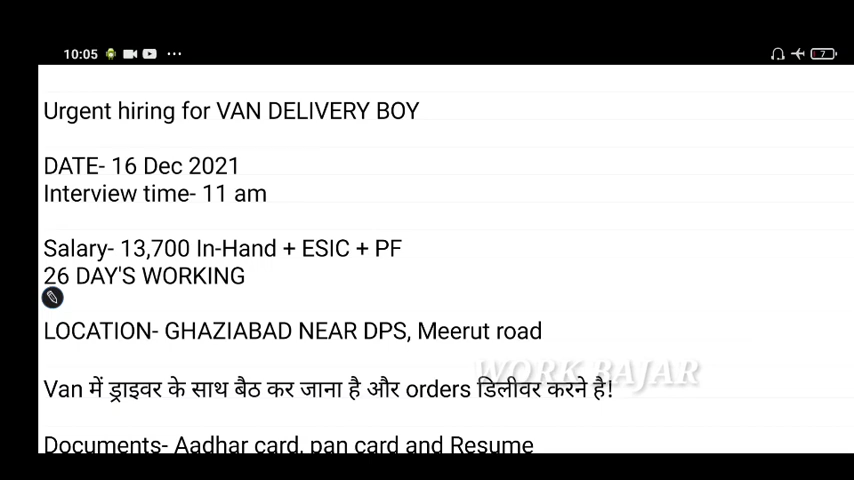 10:05
7
Urgent hiring for VAN DELIVERY BOY
DATE- 16 Dec 2021
Interview time- 11 am
Salary- 13,700 In-Hand + ESIC + PF
26 DAY'S WORKING
LOCATION- GHAZIABAD NEAR DPS, Meerut road
WORK BAJAR
Van में ड्राइवर के साथ बैठ कर जाना है और orders डिलीवर करने है!
Documents- Aadhar card, pan card and Resume